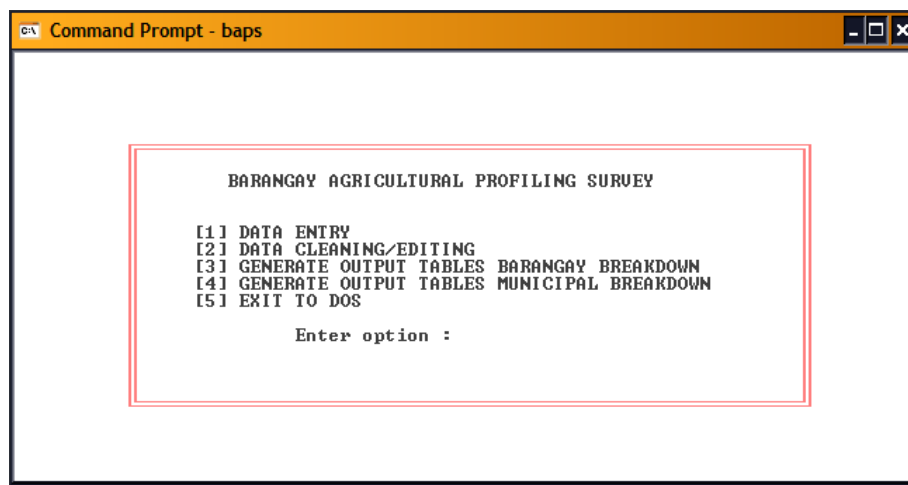 Command Prompt - baps
BARANGAY AGRICULTURAL PROFILING SURVEY
[1] DATA ENTRY
[2] DATA CLEANING/EDITING
[3] GENERATE OUTPUT TABLES BARANGAY BREAKDOWN
[4] GENERATE OUTPUT TABLES MUNICIPAL BREAKDOWN
[5] EXIT TO DOS
Enter option :